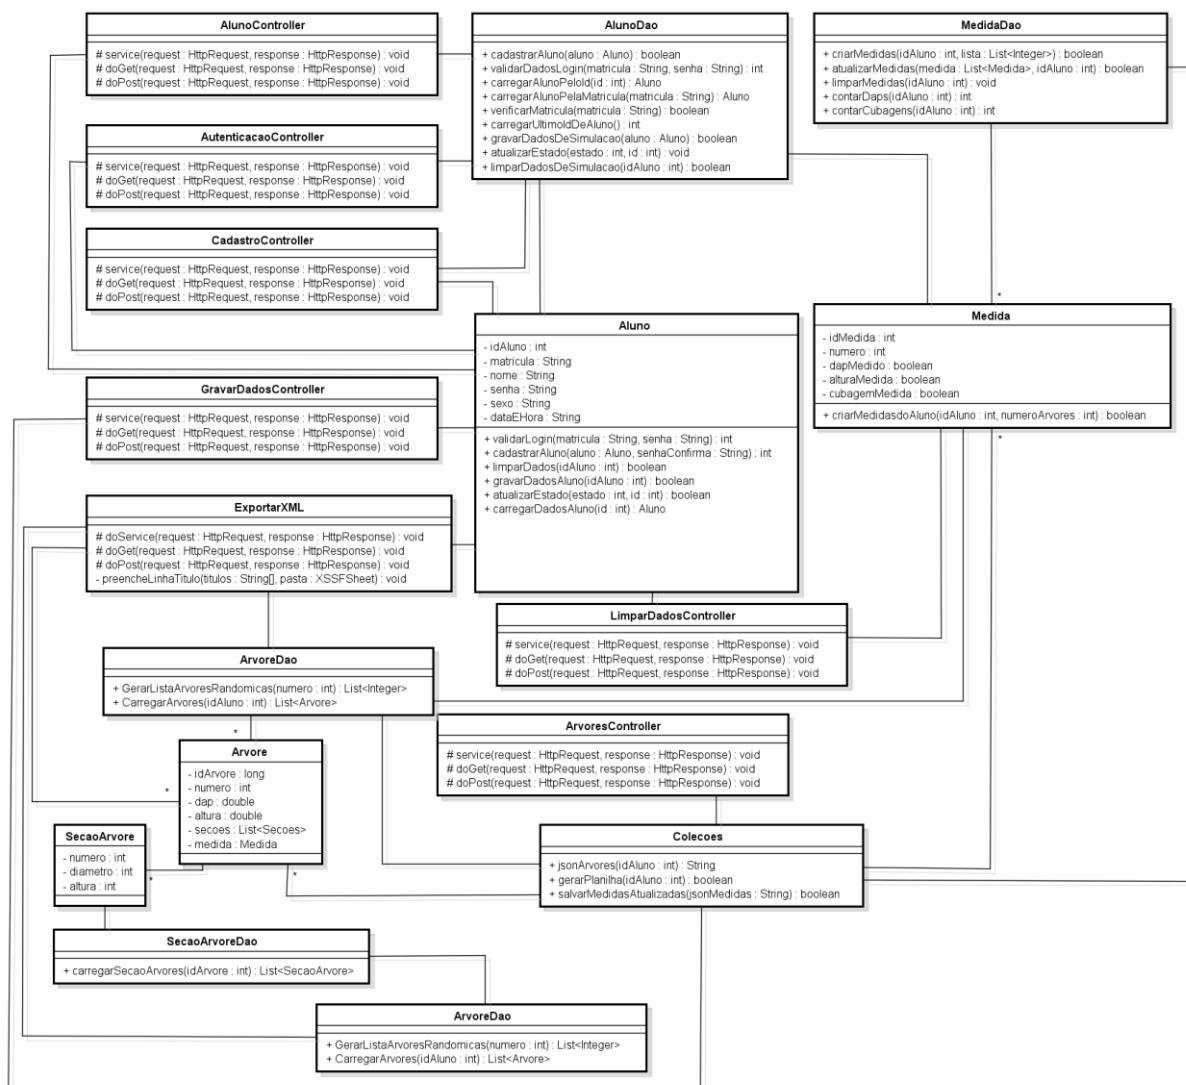 AlunoController
# service(request : HttpRequest, response : HttpResponse) : void
# doGet(request : HttpRequest, response : HttpResponse) : void
# doPost(request : HttpRequest, response : HttpResponse) : void
AlunoDao
+ cadastrarAluno(aluno : Aluno) : boolean
+ validarDadosLogin(matricula : String, senha : String) : int
+ carregarAlunoPeloId(id : int) : Aluno
+ carregarAlunoPelaMatricula(matricula : String) : Aluno
+ verificarMatricula(matricula : String) : boolean
+ carregarUltimoIdDeAluno() : int
+ gravarDadosDeSimulacao(aluno : Aluno) : boolean
+ atualizarEstado(estado : int, id : int) : void
+ limparDadosDeSimulacao(idAluno : int) : boolean
MedidaDao
+ criarMedidas(idAluno : int, lista : List<Integer>) : boolean
+ atualizarMedidas(medida : List<Medida>, idAluno : int) : boolean
+ limparMedidas(idAluno : int) : void
+ contarDaps(idAluno : int) : int
+ contarCubagens(idAluno : int) : int
AutenticacaoController
# service(request : HttpRequest, response : HttpResponse) : void
# doGet(request : HttpRequest, response : HttpResponse) : void
# doPost(request : HttpRequest, response : HttpResponse) : void
CadastroController
# service(request : HttpRequest, response : HttpResponse) : void
# doGet(request : HttpRequest, response : HttpResponse) : void
# doPost(request : HttpRequest, response : HttpResponse) : void
*
Aluno
- idAluno : int
- matricula : String
- nome : String
- senha : String
- sexo : String
- dataEHora : String
+ validarLogin(matricula : String, senha : String) : int
+ cadastrarAluno(aluno : Aluno, senhaConfirma : String) : int
+ limparDados(idAluno : int) : boolean
+ gravarDadosAluno(idAluno : int) : boolean
+ atualizarEstado(estado : int, id : int) : boolean
+ carregarDadosAluno(id : int) : Aluno
Medida
- idMedida : int
- numero : int
- dapMedido : boolean
- alturaMedida : boolean
- cubagemMedida : boolean
+ criarMedidasdoAluno(idAluno : int, numeroArvores : int) : boolean
*
GravarDadosController
# service(request : HttpRequest, response : HttpResponse) : void
# doGet(request : HttpRequest, response : HttpResponse) : void
# doPost(request : HttpRequest, response : HttpResponse) : void
ExportarXML
# doService(request : HttpRequest, response : HttpResponse) : void
# doGet(request : HttpRequest, response : HttpResponse) : void
# doPost(request : HttpRequest, response : HttpResponse) : void
- preencheLinhaTitulo(titulos : String[], pasta : XSSFSheet) : void
LimparDadosController
# service(request : HttpRequest, response : HttpResponse) : void
# doGet(request : HttpRequest, response : HttpResponse) : void
# doPost(request : HttpRequest, response : HttpResponse) : void
ArvoreDao
+ GerarListaArvoresRandomicas(numero : int) : List<Integer>
+ CarregarArvores(idAluno : int) : List<Arvore>
*
ArvoresController
# service(request : HttpRequest, response : HttpResponse) : void
# doGet(request : HttpRequest, response : HttpResponse) : void
# doPost(request : HttpRequest, response : HttpResponse) : void
Arvore
- idArvore : long
- numero : int
- dap : double
- altura : double
- secoes : List<Secoes>
- medida : Medida
*
SecaoArvore
- numero : int
- diametro : int
- altura : int
*
*
Colecoes
+ jsonArvores(idAluno : int) : String
+ gerarPlanilha(idAluno : int) : boolean
+ salvarMedidasAtualizadas(jsonMedidas : String) : boolean
SecaoArvoreDao
+ carregarSecaoArvores(idArvore : int) : List<SecaoArvore>
ArvoreDao
+ GerarListaArvoresRandomicas(numero : int) : List<Integer>
+ CarregarArvores(idAluno : int) : List<Arvore>